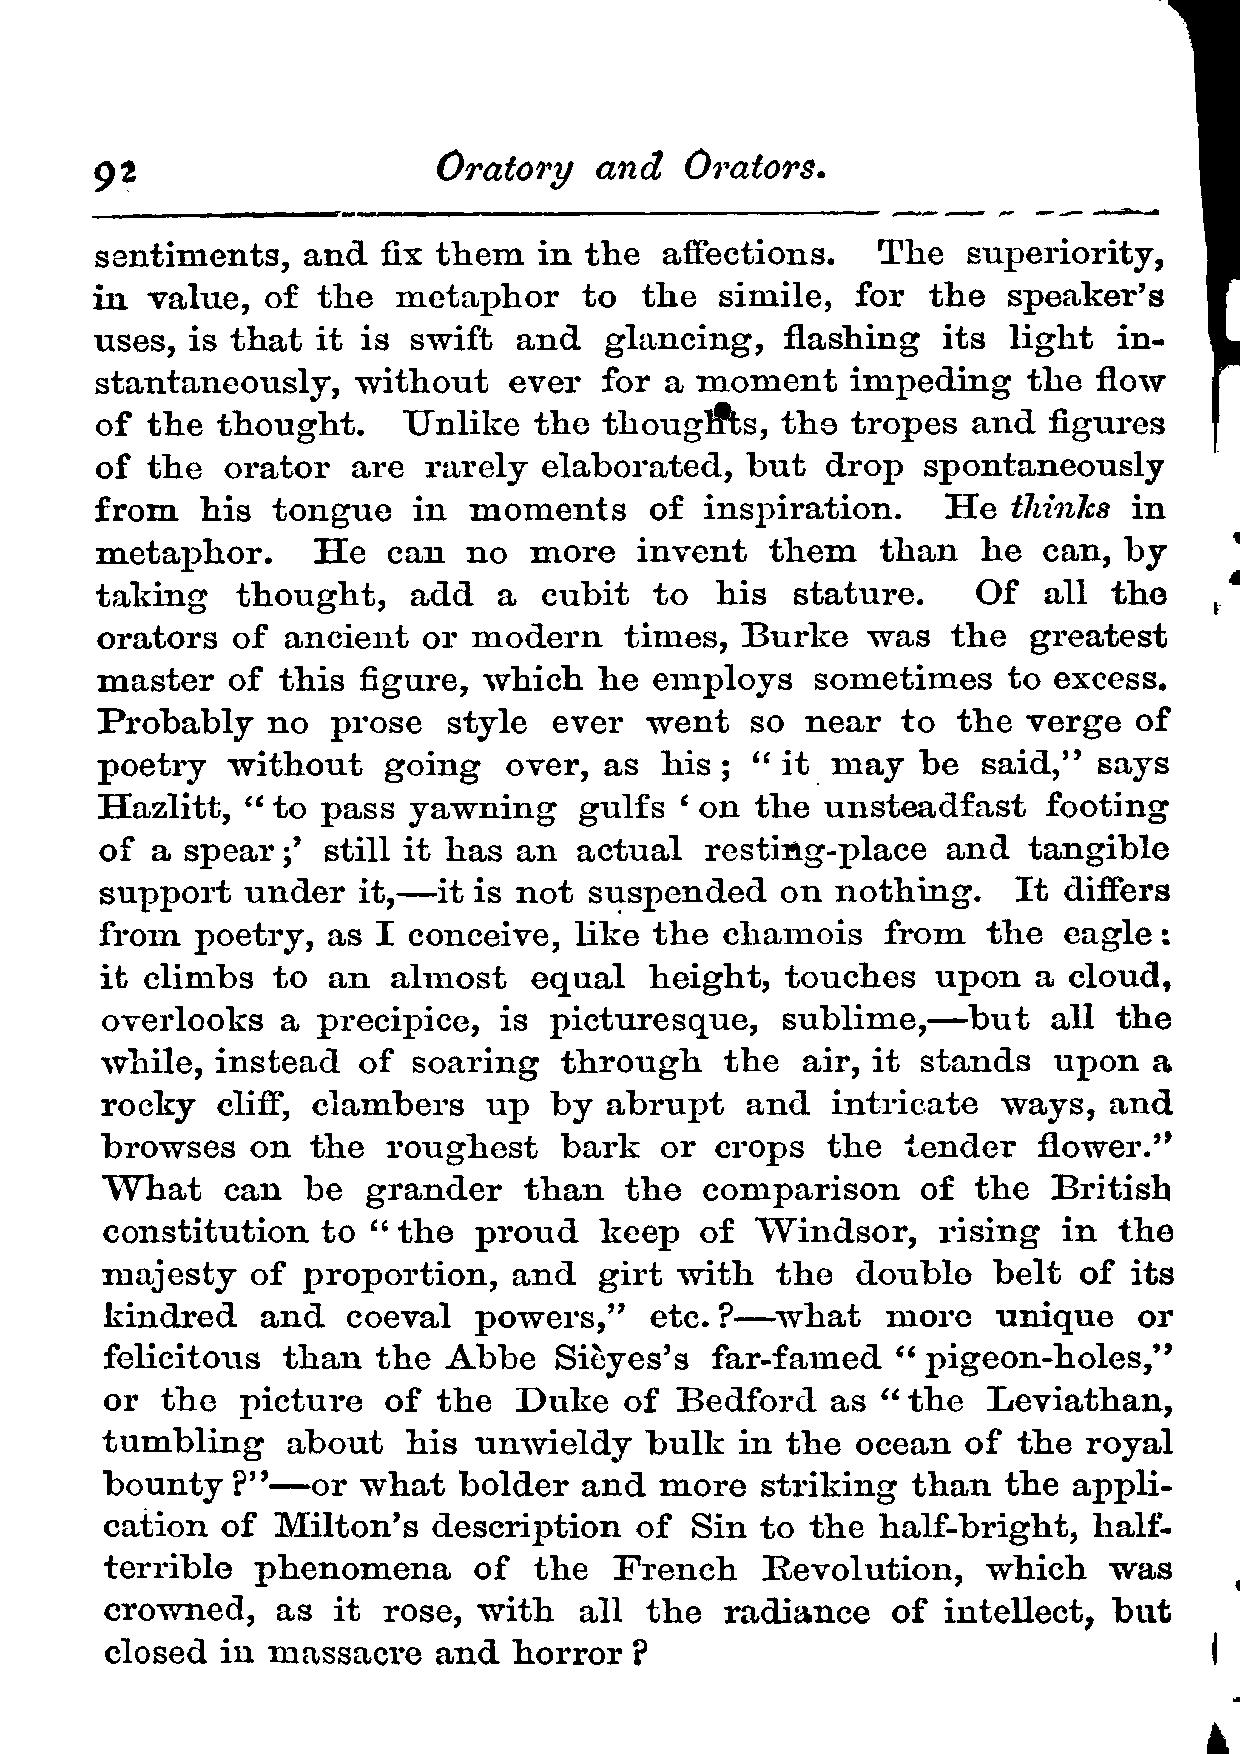 92 Oratory and Orators.
sentiments, and fix them in the affections. The superiority,
in value, of the metaphor to the simile, for the speaker's
uses, is that it is swift and glancing, flashing its light in-
stantaneously, without ever for a moment impeding the flow
of the thought. Unlike the thoughts, the tropes and figures
of the orator are rarely elaborated, but drop spontaneously
from his tongue in moments of inspiration. He thinks in
metaphor. He can no more invent them than he can, by
taking thought, add a cubit to his stature. Of all the
orators of ancient or modern times, Burke was the greatest
master of this figure, which he employs sometimes to excess.
Probably no prose style ever went so near to the verge of
poetry without going over, as his; "it may be said," says
Hazlitt, "to pass yawning gulfs 'on the unsteadfast footing
of a spear;' still it has an actual resting-place and tangible
support under it,—it is not suspended on nothing. It differs
from poetry, as I conceive, like the chamois from the eagle:
it climbs to an almost equal height, touches upon a cloud,
overlooks a precipice, is picturesque, sublime,—but all the
while, instead of soaring through the air, it stands upon a
rocky cliff, clambers up by abrupt and intricate ways, and
browses on the roughest bark or crops the tender flower."
What can be grander than the comparison of the British
constitution to "the proud keep of Windsor, rising in the
majesty of proportion, and girt with the double belt of its
kindred and coeval powers," etc.?—what more unique or
felicitous than the Abbe Sièyes's far-famed "pigeon-holes,"
or the picture of the Duke of Bedford as "the Leviathan,
tumbling about his unwieldy bulk in the ocean of the royal
bounty?"—or what bolder and more striking than the appli-
cation of Milton's description of Sin to the half-bright, half-
terrible phenomena of the French Revolution, which was
crowned, as it rose, with all the radiance of intellect, but
closed in massacre and horror?